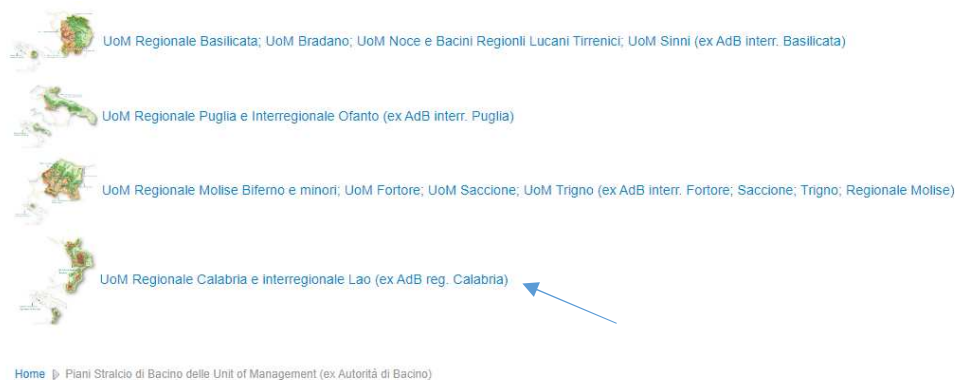 UoM Regionale Basilicata; UoM Bradano; UoM Noce e Bacini Regionli Lucani Tirrenici; UoM Sinni (ex AdB interr. Basilicata)
UoM Regionale Puglia e Interregionale Ofanto (ex AdB interr. Puglia)
UoM Regionale Molise Biferno e minori; UoM Fortore; UoM Saccione; UoM Trigno (ex AdB interr. Fortore; Saccione; Trigno; Regionale Molise)
UoM Regionale Calabria e interregionale Lao (ex AdB reg. Calabria)
Home Piani Stralcio di Bacino delle Unit of Management (ex Autorità di Bacino)